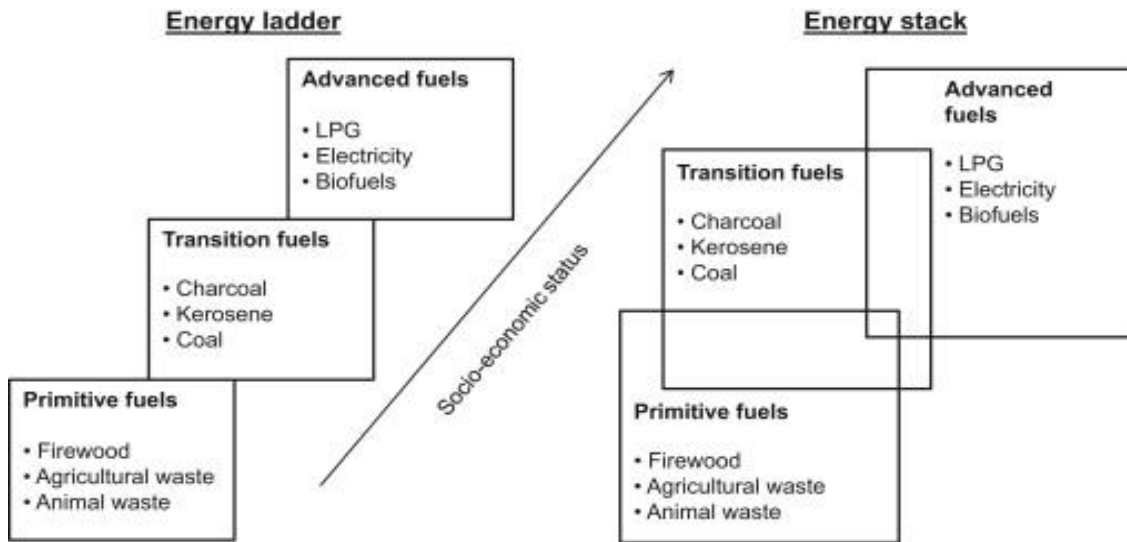 Energy ladder
Advanced fuels
• LPG
• Electricity
• Biofuels
Transition fuels
• Charcoal
• Kerosene
• Coal
Primitive fuels
• Firewood
• Agricultural waste
• Animal waste
Socio-economic status
Energy stack
Advanced
fuels
• LPG
• Electricity
• Biofuels
Transition fuels
• Charcoal
• Kerosene
• Coal
Primitive fuels
• Firewood
• Agricultural waste
• Animal waste